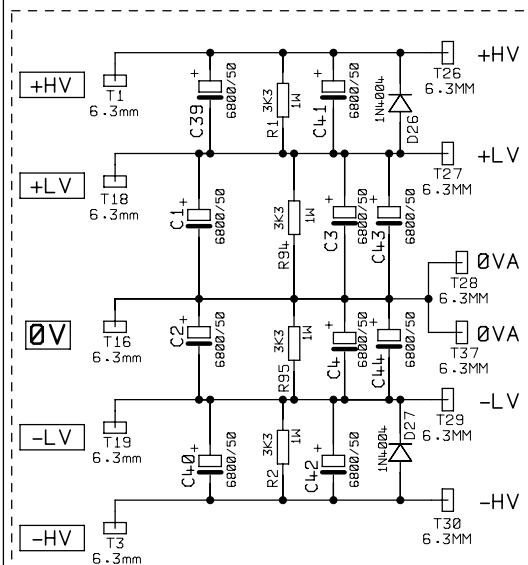 +HV
T1
6.3mm
C39
+
6800/50
3K3
1W
R1
C41
+
6800/50
1N4004
D26
T26
6.3MM
+HV
+LV
T18
6.3mm
C1
+
6800/50
3K3
1W
R94
C3
+
6800/50
C43
+
6800/50
T27
6.3MM
+LV
T28
6.3MM
0VA
0V
T16
6.3mm
C2
+
6800/50
3K3
1W
R95
C4
+
6800/50
C44
+
6800/50
T37
6.3MM
0VA
-LV
T19
6.3mm
C40
+
6800/50
3K3
1W
R2
C42
+
6800/50
1N4004
D27
T29
6.3MM
-LV
-HV
T3
6.3mm
T30
6.3MM
-HV